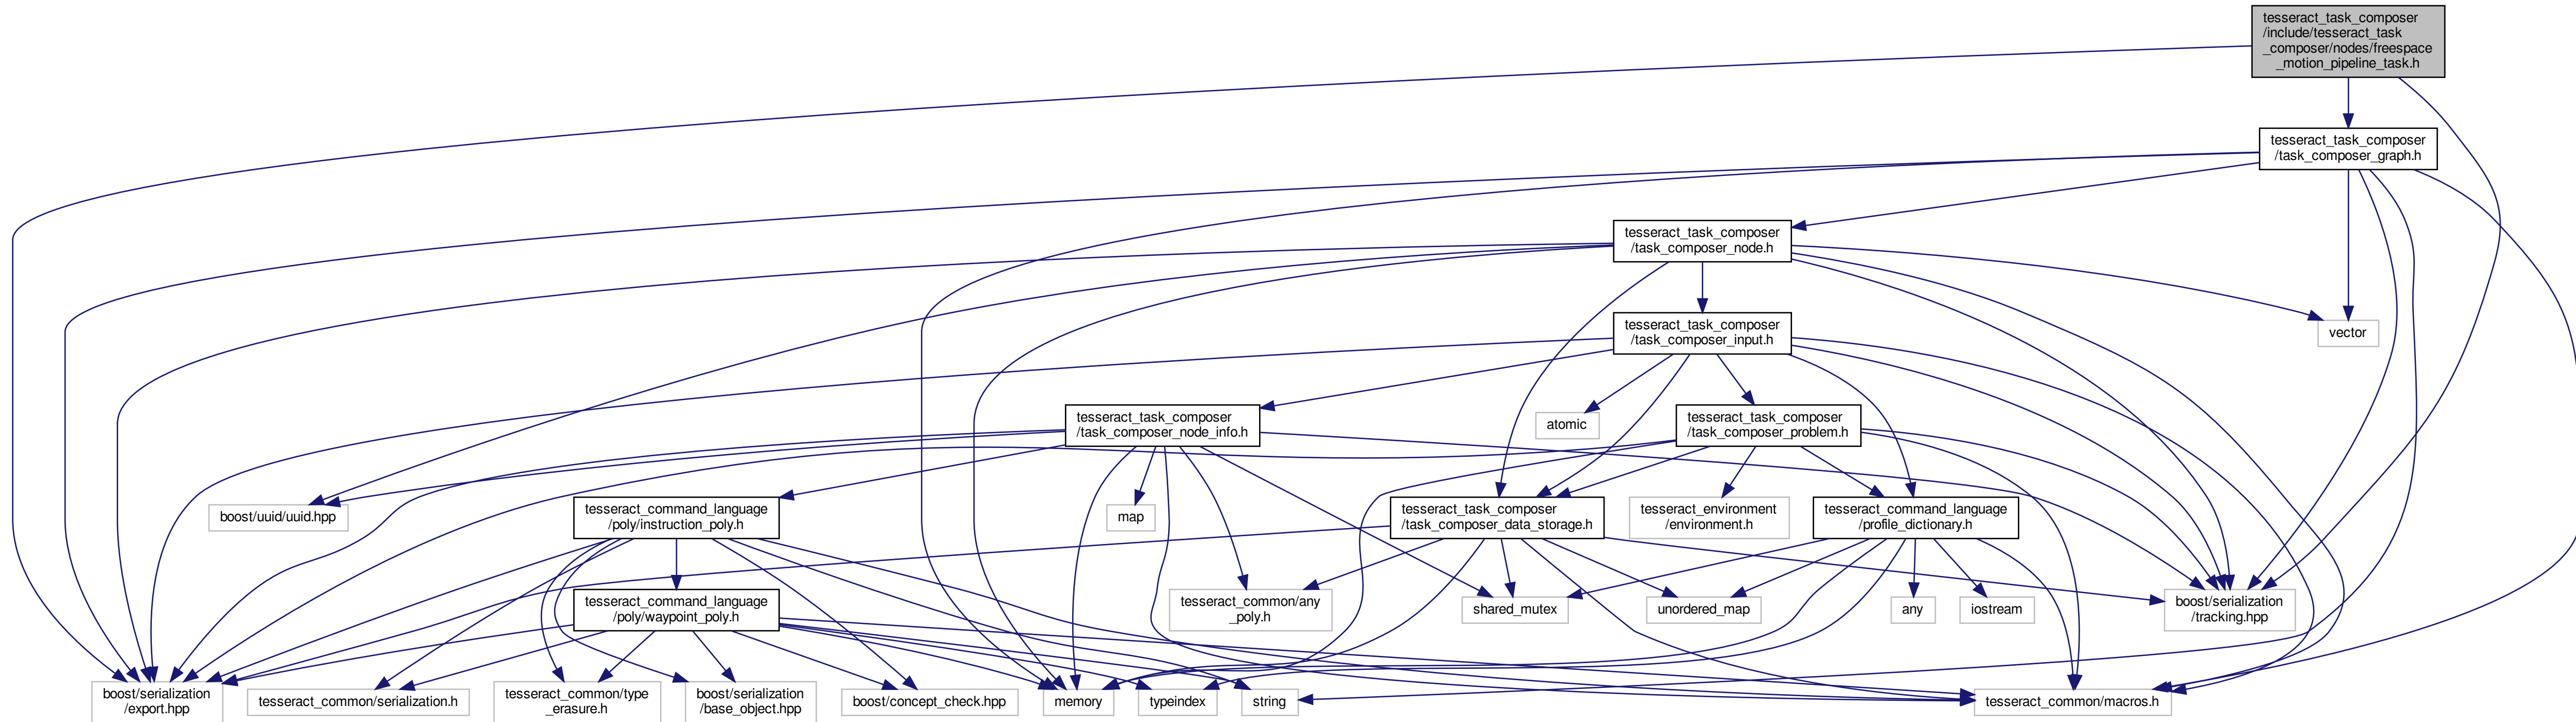 tesseract_task_composer
/include/tesseract_task
_composer/nodes/freespace
_motion_pipeline_task.h
tesseract_task_composer
/task_composer_graph.h
tesseract_task_composer
/task_composer_node.h
tesseract_task_composer
/task_composer_input.h
vector
tesseract_task_composer
/task_composer_node_info.h
atomic
tesseract_task_composer
/task_composer_problem.h
boost/uuid/uuid.hpp
tesseract_command_language
/poly/instruction_poly.h
map
tesseract_task_composer
/task_composer_data_storage.h
tesseract_environment
/environment.h
tesseract_command_language
/profile_dictionary.h
tesseract_command_language
/poly/waypoint_poly.h
tesseract_common/any
_poly.h
shared_mutex
unordered_map
any
iostream
boost/serialization
/tracking.hpp
boost/serialization
/export.hpp
tesseract_common/serialization.h
tesseract_common/type
_erasure.h
boost/serialization
/base_object.hpp
boost/concept_check.hpp
memory
typeindex
string
tesseract_common/macros.h